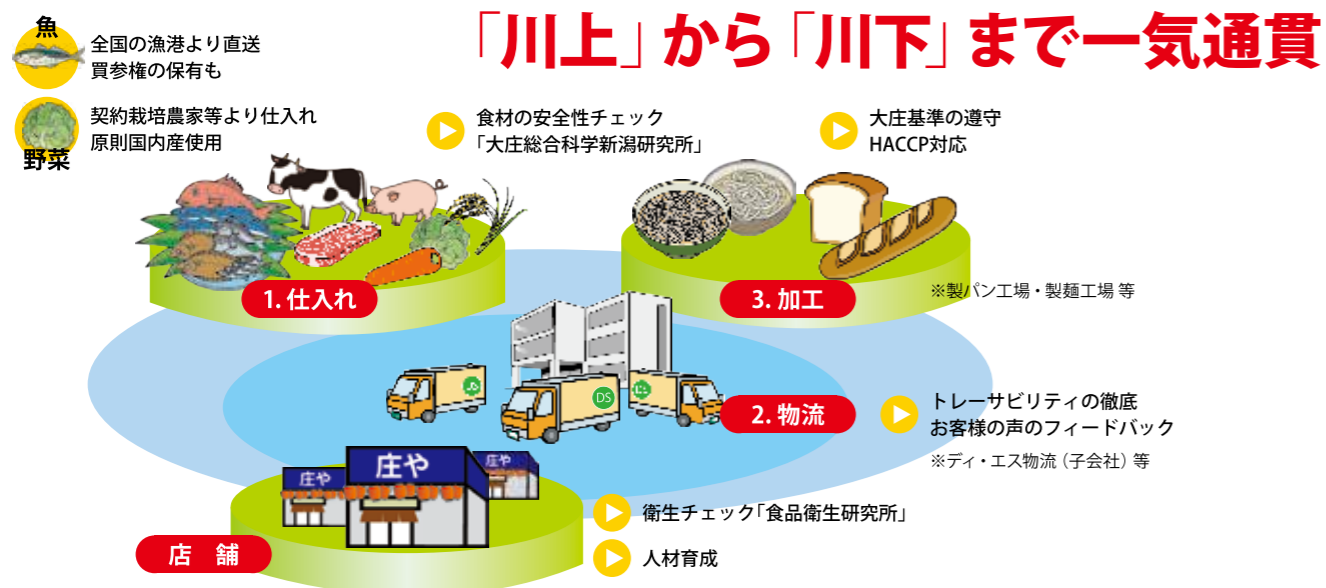 「川上」から「川下」まで一気通貫
魚
全国の漁港より直送
買参権の保有も
野菜
契約栽培農家等より仕入れ
原則国内産使用
食材の安全性チェック
「大庄総合科学新潟研究所」
大庄基準の遵守
HACCP対応
1. 仕入れ
3. 加工
※製パン工場・製麺工場 等
DS
DS
2. 物流
トレーサビリティの徹底
お客様の声のフィードバック
※ディ・エス物流（子会社）等
庄や
庄や
庄や
店　舗
衛生チェック「食品衛生研究所」
人材育成